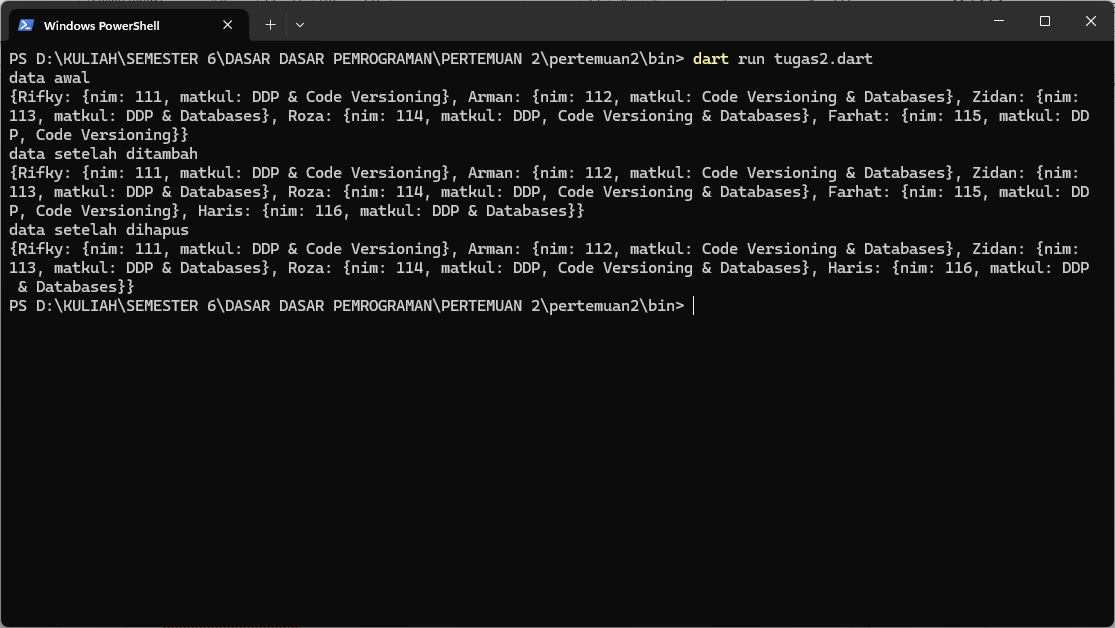 Windows PowerShell
PS D:\KULIAH\SEMESTER 6\DASAR DASAR PEMROGRAMAN\PERTEMUAN 2\pertemuan2\bin> dart run tugas2.dart
data awal
{Rifky: {nim: 111, matkul: DDP & Code Versioning}, Arman: {nim: 112, matkul: Code Versioning & Databases}, Zidan: {nim:
113, matkul: DDP & Databases}, Roza: {nim: 114, matkul: DDP, Code Versioning & Databases}, Farhat: {nim: 115, matkul: DD
P, Code Versioning}}
data setelah ditambah
{Rifky: {nim: 111, matkul: DDP & Code Versioning}, Arman: {nim: 112, matkul: Code Versioning & Databases}, Zidan: {nim:
113, matkul: DDP & Databases}, Roza: {nim: 114, matkul: DDP, Code Versioning & Databases}, Farhat: {nim: 115, matkul: DD
P, Code Versioning}, Haris: {nim: 116, matkul: DDP & Databases}}
data setelah dihapus
{Rifky: {nim: 111, matkul: DDP & Code Versioning}, Arman: {nim: 112, matkul: Code Versioning & Databases}, Zidan: {nim:
113, matkul: DDP & Databases}, Roza: {nim: 114, matkul: DDP, Code Versioning & Databases}, Haris: {nim: 116, matkul: DDP
 & Databases}}
PS D:\KULIAH\SEMESTER 6\DASAR DASAR PEMROGRAMAN\PERTEMUAN 2\pertemuan2\bin>